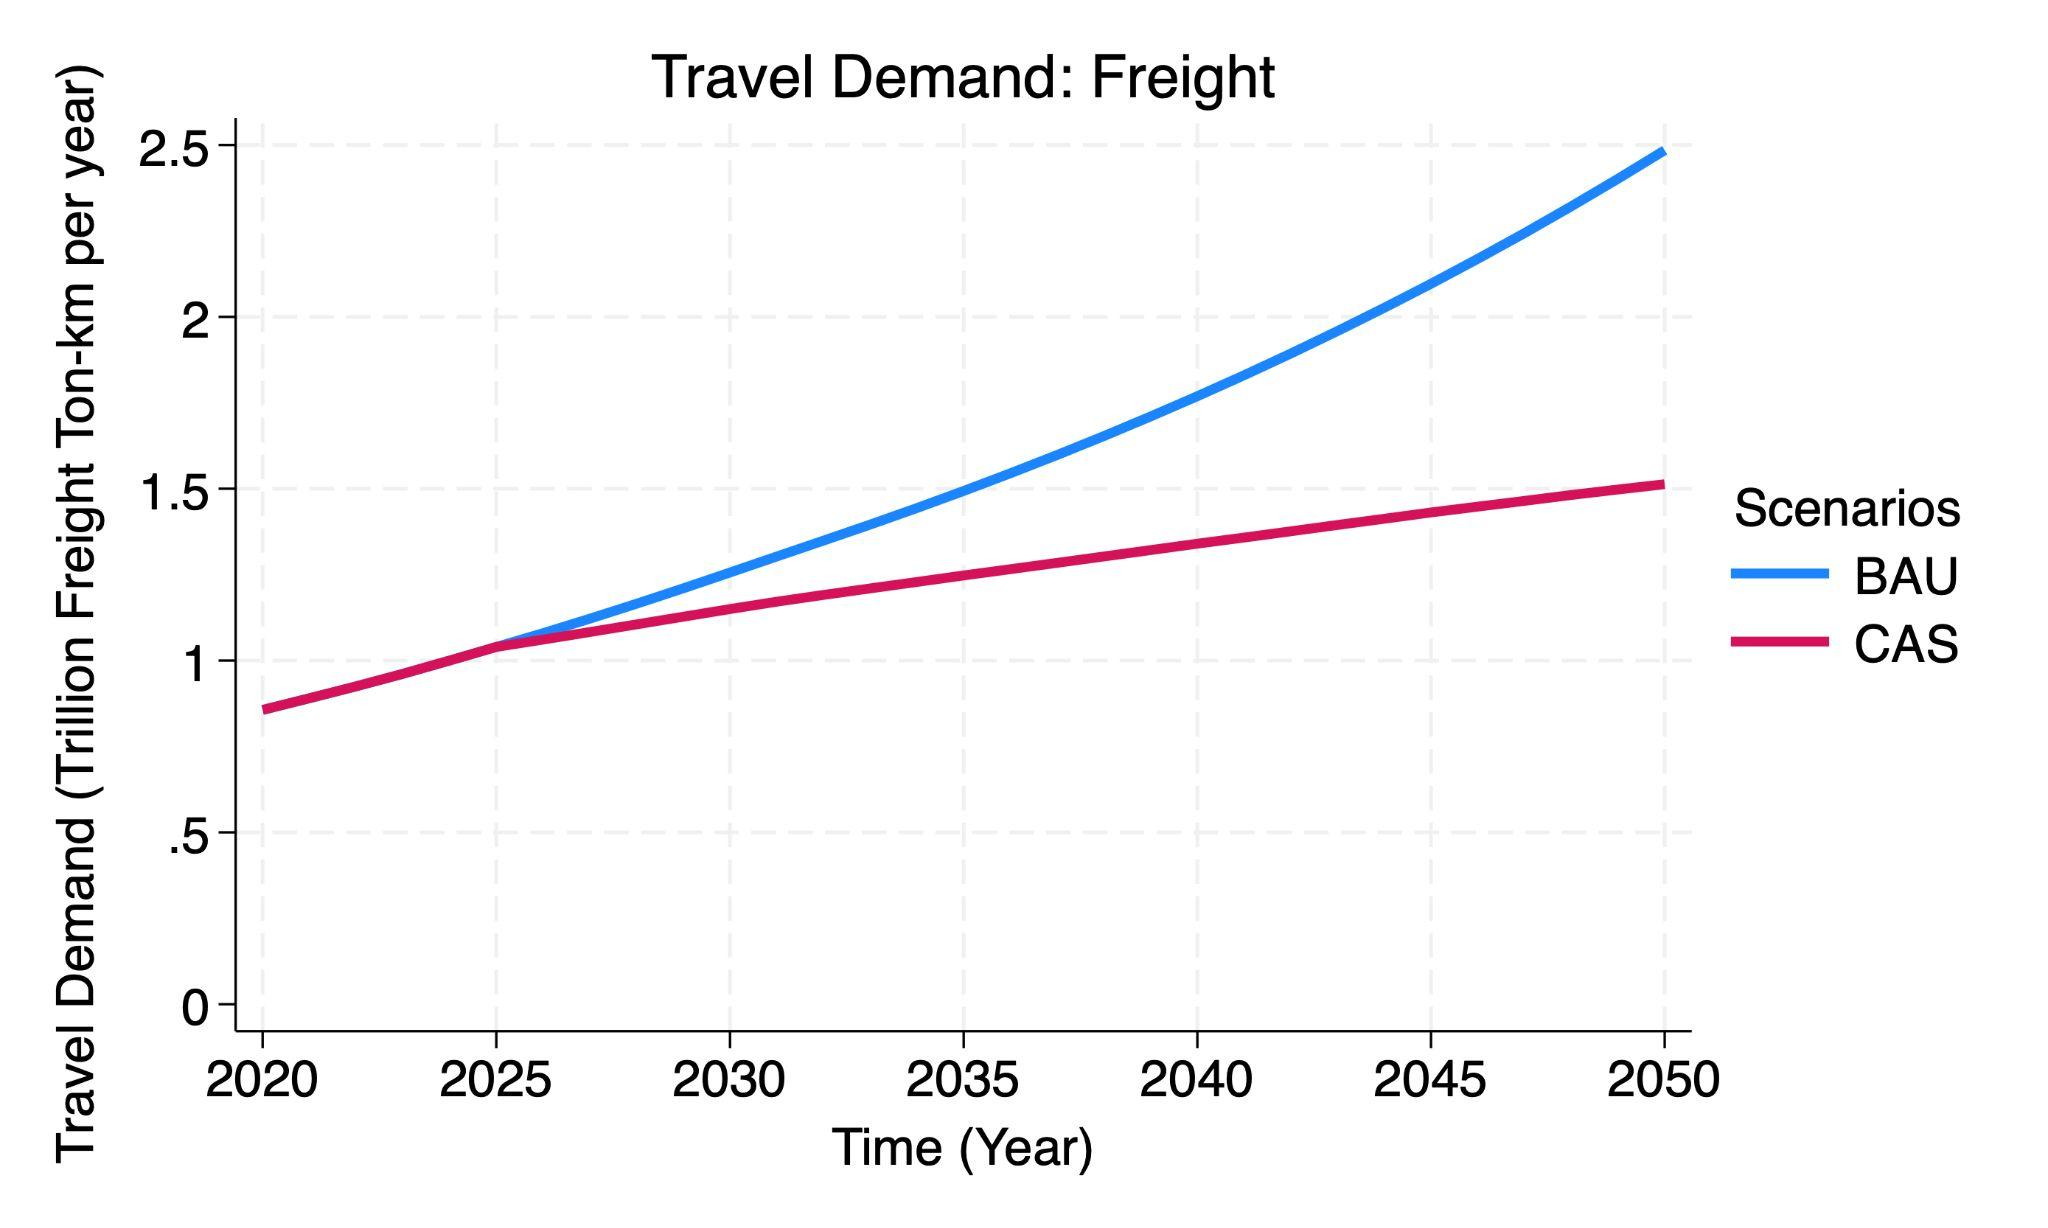 Travel Demand: Freight
Travel Demand (Trillion Freight Ton-km per year)
2.5
2
1.5
1
.5
0
2020 2025 2030 2035 2040 2045 2050
Time (Year)
Scenarios
BAU
CAS